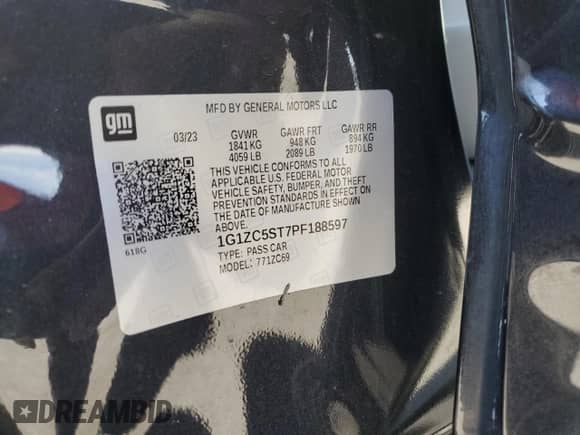 gm
MFD BY GENERAL MOTORS LLC
03/23 GVWR GAWR FRT GAWR RR
1841 KG 948 KG 894 KG
4059 LB 2089 LB 1970 LB
THIS VEHICLE CONFORMS TO ALL
APPLICABLE U.S. FEDERAL MOTOR
VEHICLE SAFETY, BUMPER, AND THEFT
PREVENTION STANDARDS IN EFFECT ON
THE DATE OF MANUFACTURE SHOWN
ABOVE.
1G1ZC5ST7PF188597
618G
TYPE: PASS CAR
MODEL: 771ZC69
DREAMBID